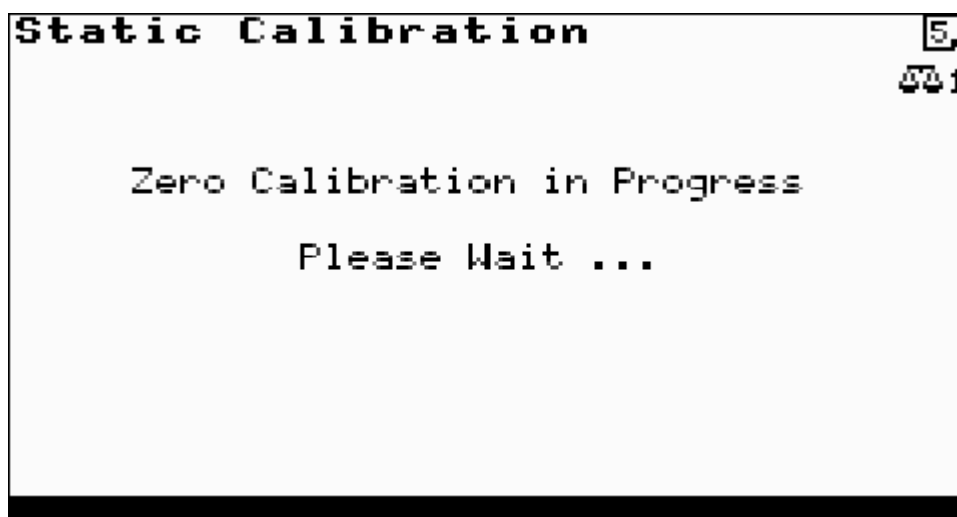 Static Calibration
Zero Calibration in Progress
Please Wait ...